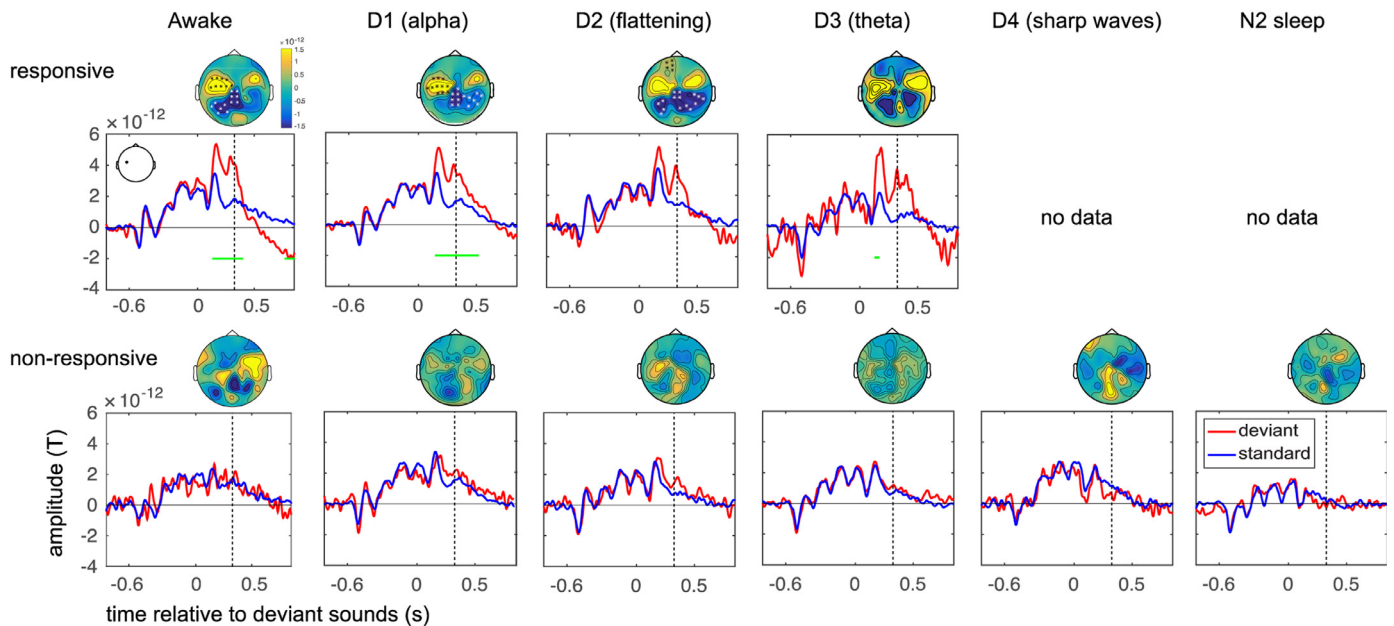 Awake D1 (alpha) D2 (flattening) D3 (theta) D4 (sharp waves) N2 sleep
responsive
×10-12
1.5
1
0.5
0
-0.5
-1
-1.5
6 × 10-12
4
2
0
-2
-4
no data no data
-0.6 0 0.5 -0.6 0 0.5 -0.6 0 0.5 -0.6 0 0.5
non-responsive
6 × 10-12
4
2
0
-2
-4
amplitude (T)
deviant
standard
-0.6 0 0.5 -0.6 0 0.5 -0.6 0 0.5 -0.6 0 0.5 -0.6 0 0.5 -0.6 0 0.5
time relative to deviant sounds (s)